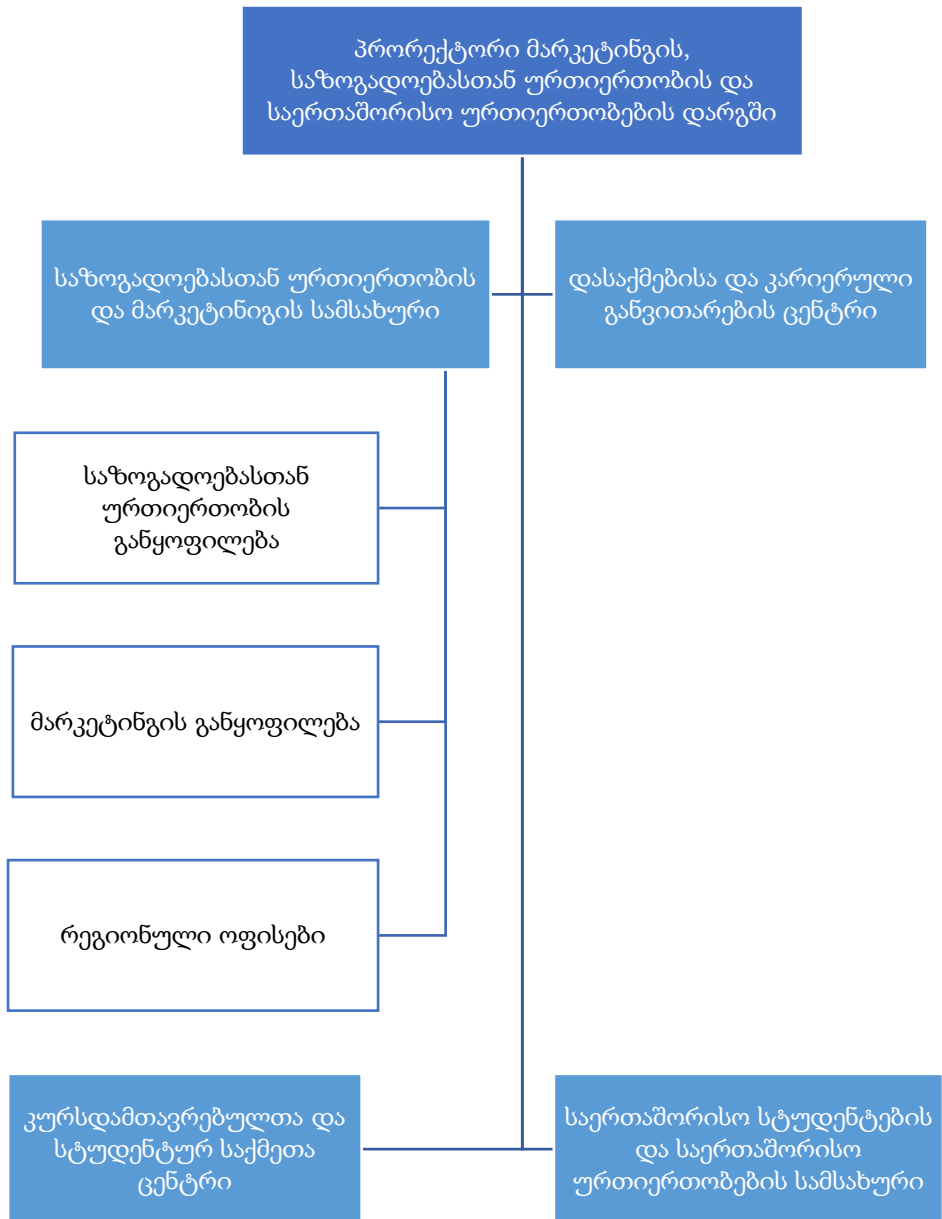 პრორექტორი მარკეტინგის,
საზოგადოებასთან ურთიერთობის და
საერთაშორისო ურთიერთობების დარგში
საზოგადოებასთან ურთიერთობის
და მარკეტინიგის სამსახური
დასაქმებისა და კარიერული
განვითარების ცენტრი
საზოგადოებასთან
ურთიერთობის
განყოფილება
მარკეტინგის განყოფილება
რეგიონული ოფისები
კურსდამთავრებულთა და
სტუდენტურ საქმეთა
ცენტრი
საერთაშორისო სტუდენტების
და საერთაშორისო
ურთიერთობების სამსახური